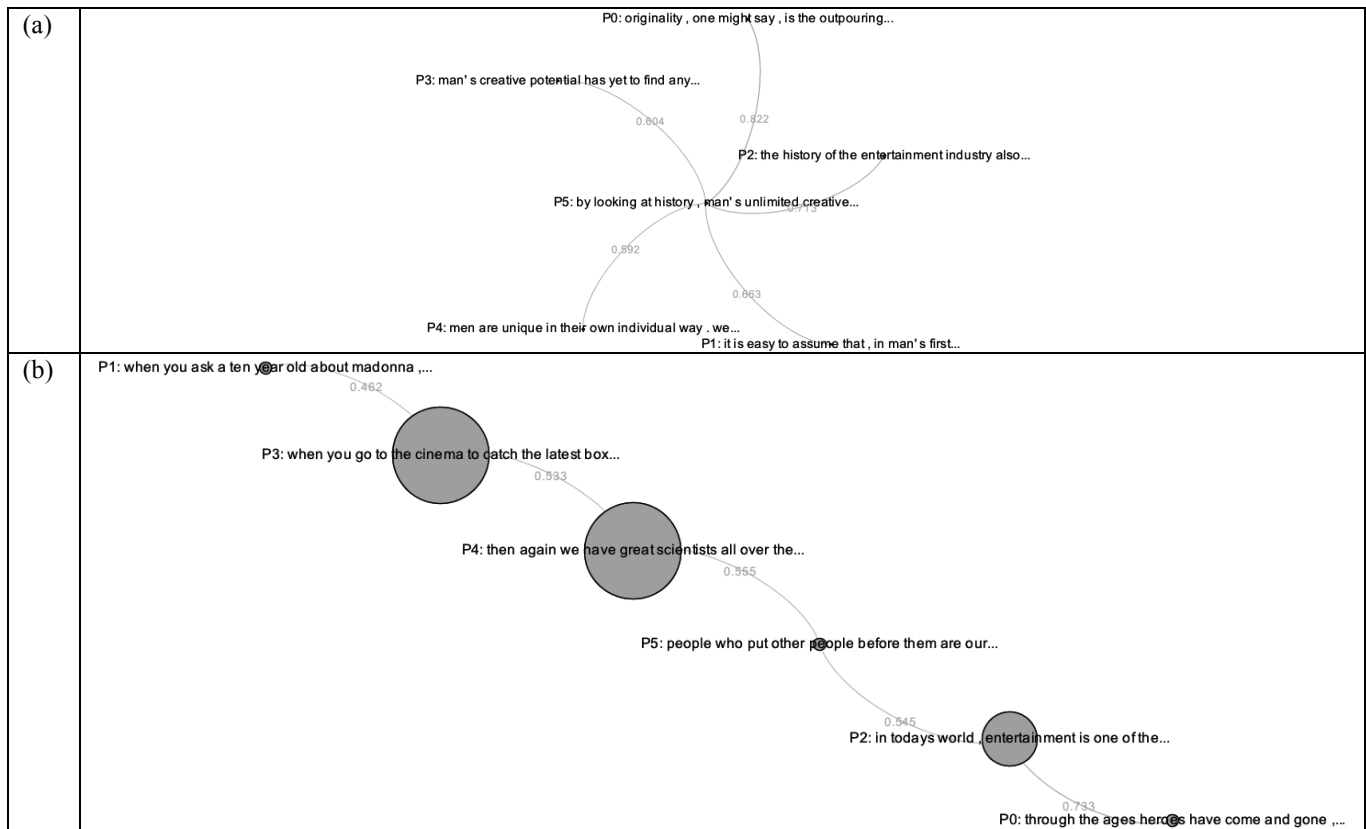 (a)
P0: originality , one might say , is the outpouring...
P3: man' s creative potential has yet to find any...
0.604
0.822
P2: the history of the entertainment industry also...
P5: by looking at history , man' s unlimited creative...
0.713
0.592
0.663
P4: men are unique in their own individual way . we...
P1: it is easy to assume that , in man's first...
(b)
P1: when you ask a ten year old about madonna ,...
0.462
P3: when you go to the cinema to catch the latest box...
0.533
P4: then again we have great scientists all over the...
0.555
P5: people who put other people before them are our...
0.545
P2: in todays world , entertainment is one of the...
0.733
P0: through the ages heroes have come and gone ,...